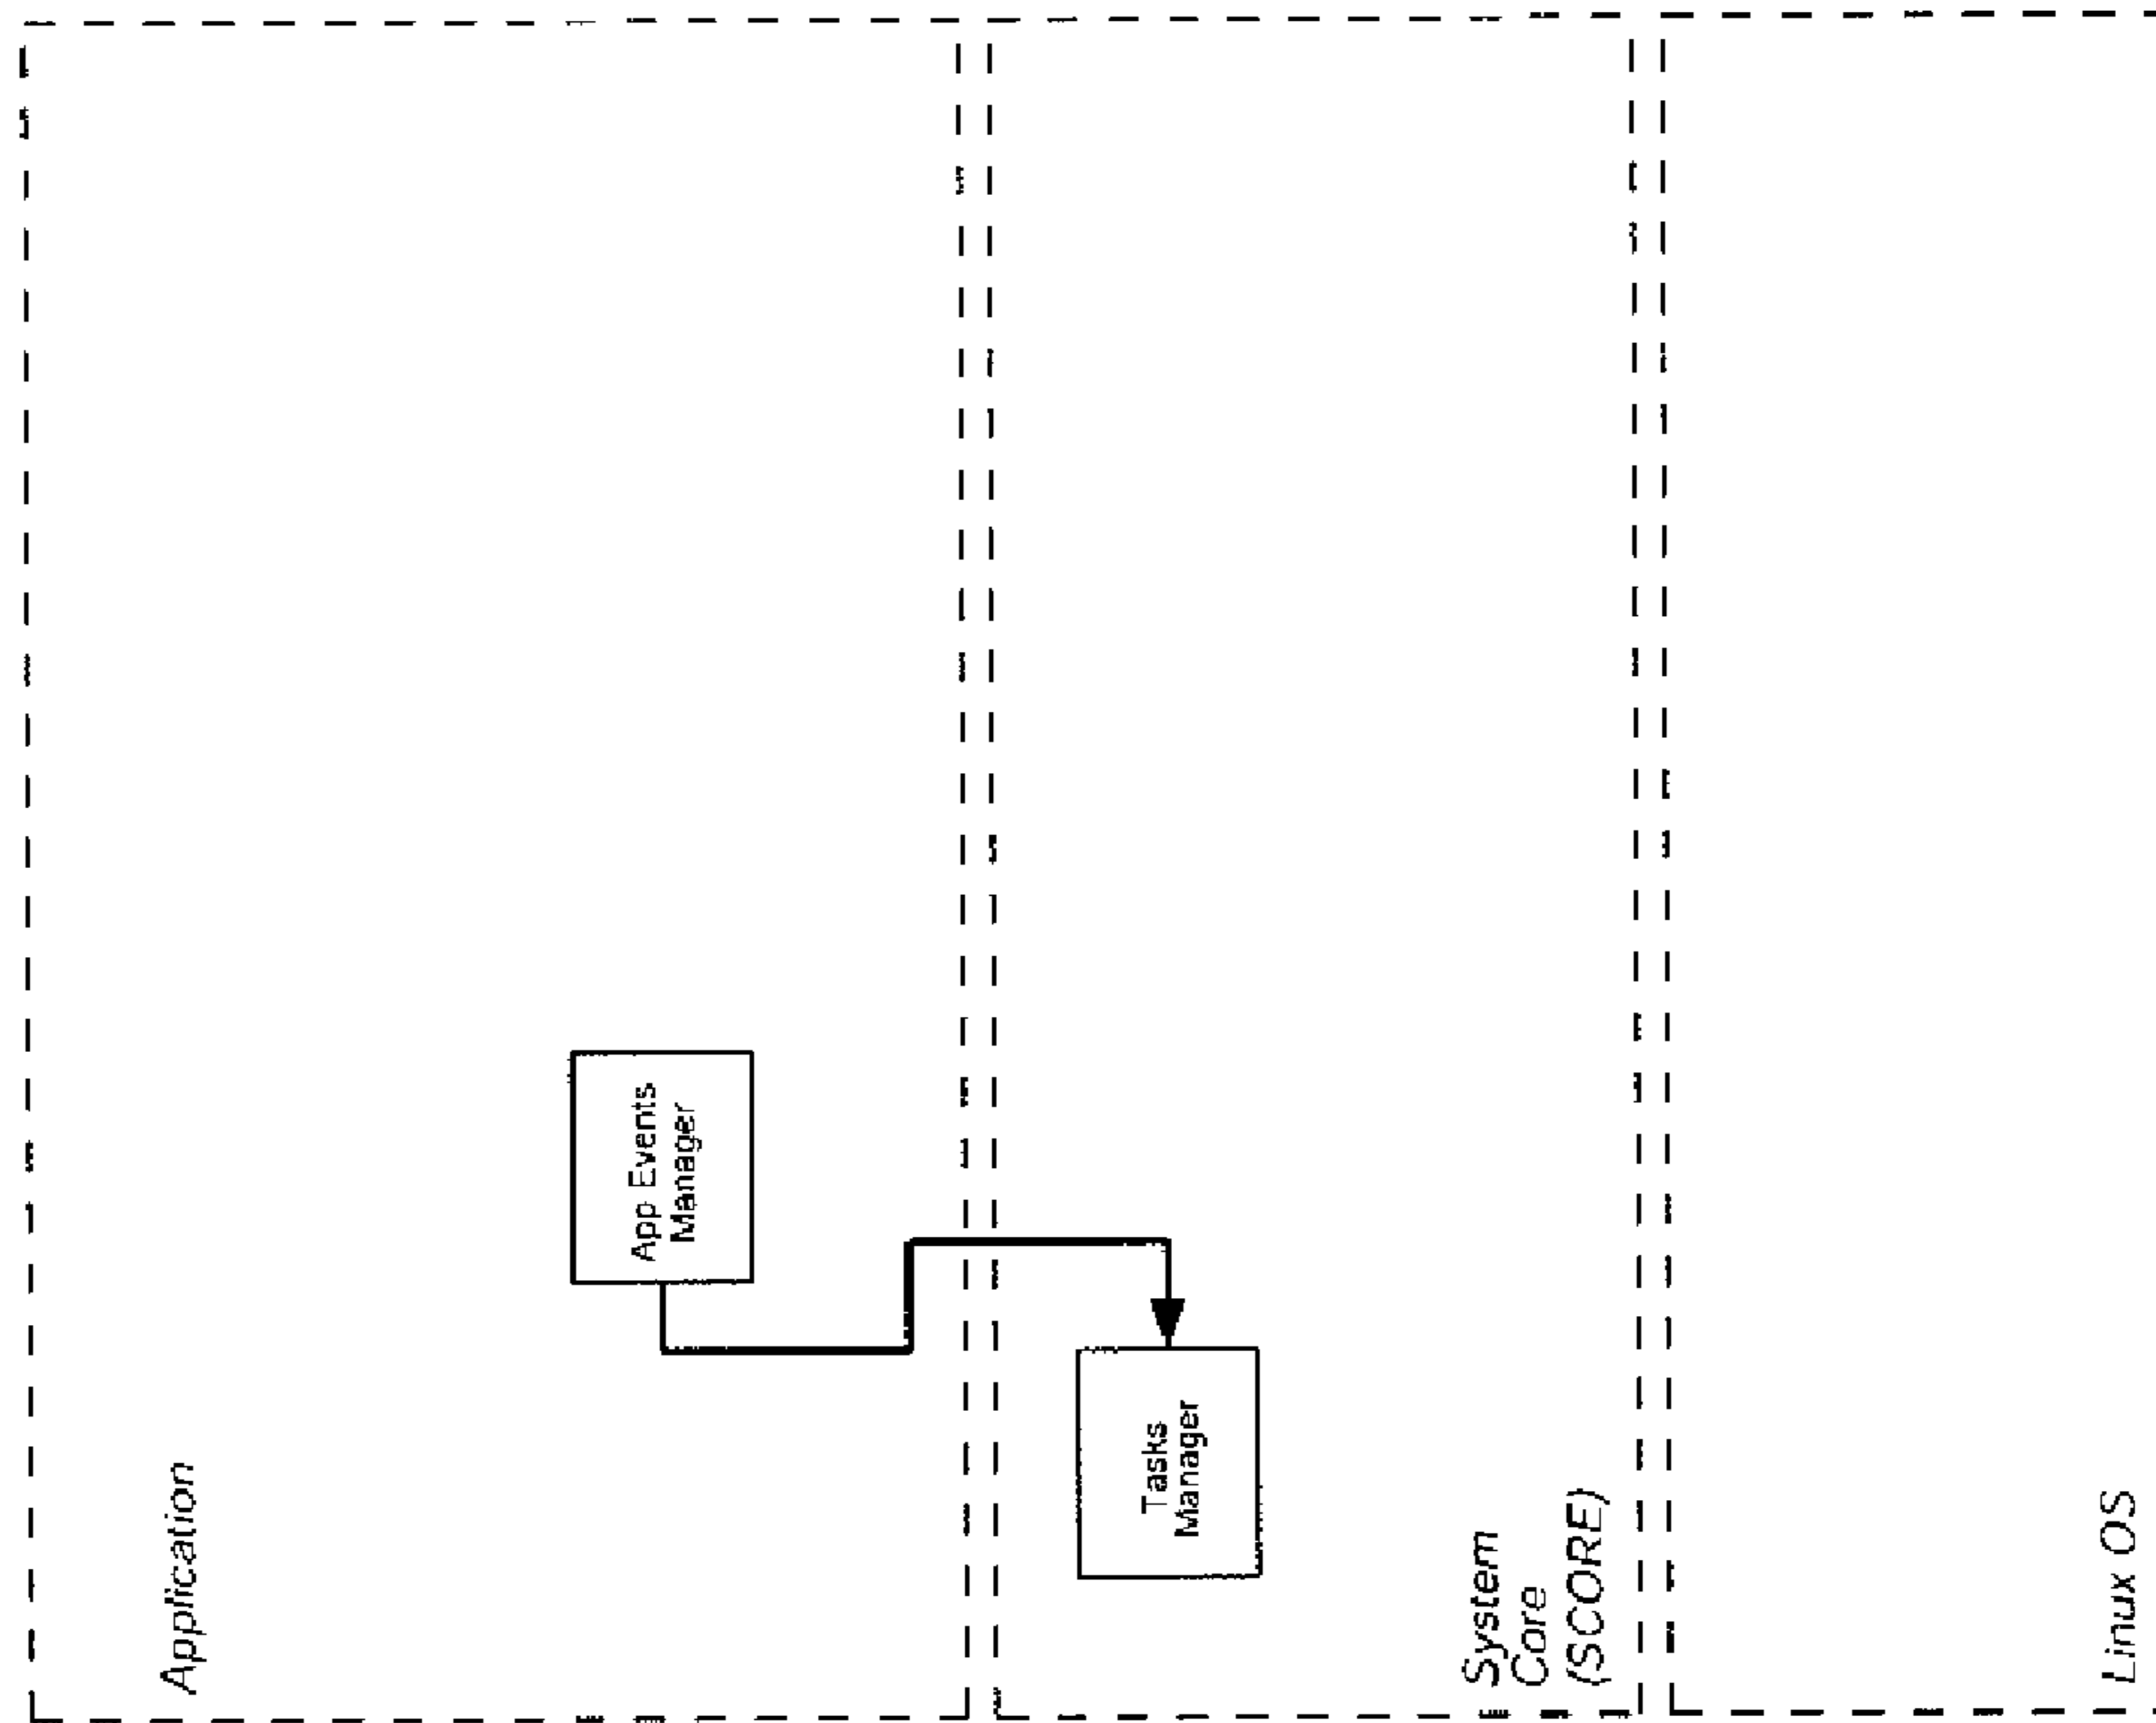 Application
App Events
Manager
Tasks
Manager
System
Core
(SCORE)
Linux OS